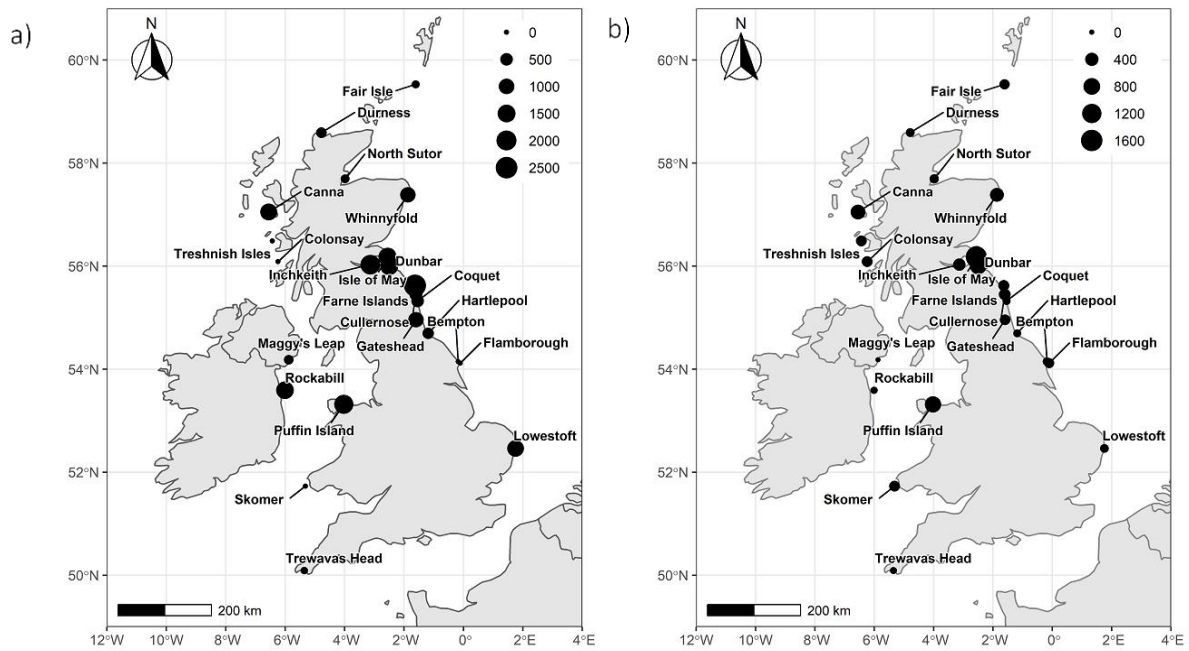 a)
N
0
500
1000
1500
2000
2500
60°N
58°N
56°N
54°N
52°N
50°N
Fair Isle
Durness
North Sutor
Canna
Whinnyfold
Colonsay
Treshnish Isles
Inchkeith
Dunbar
Isle of May
Coquet
Farne Islands
Hartlepool
Cullernose
Bempton
Gateshead
Flamborough
Maggy's Leap
Rockabill
Puffin Island
Lowestoft
Skomer
Trewavas Head
200 km
12°W 10°W 8°W 6°W 4°W 2°W 0° 2°E 4°E
b)
N
0
400
800
1200
1600
60°N
58°N
56°N
54°N
52°N
50°N
Fair Isle
Durness
North Sutor
Canna
Whinnyfold
Colonsay
Treshnish Isles
Inchkeith
Dunbar
Isle of May
Coquet
Farne Islands
Hartlepool
Cullernose
Bempton
Gateshead
Flamborough
Maggy's Leap
Rockabill
Puffin Island
Lowestoft
Skomer
Trewavas Head
200 km
12°W 10°W 8°W 6°W 4°W 2°W 0° 2°E 4°E